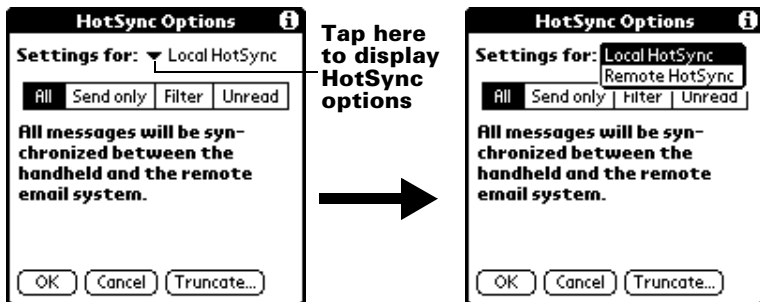 HotSync Options i
Settings for: Local HotSync
All Send only Filter Unread
All messages will be syn-
chronized between the
handheld and the remote
email system.
OK Cancel Truncate...
Tap here
to display
HotSync
options
HotSync Options i
Settings for: Local HotSync
Remote HotSync
All Send only Filter Unread
All messages will be syn-
chronized between the
handheld and the remote
email system.
OK Cancel Truncate...